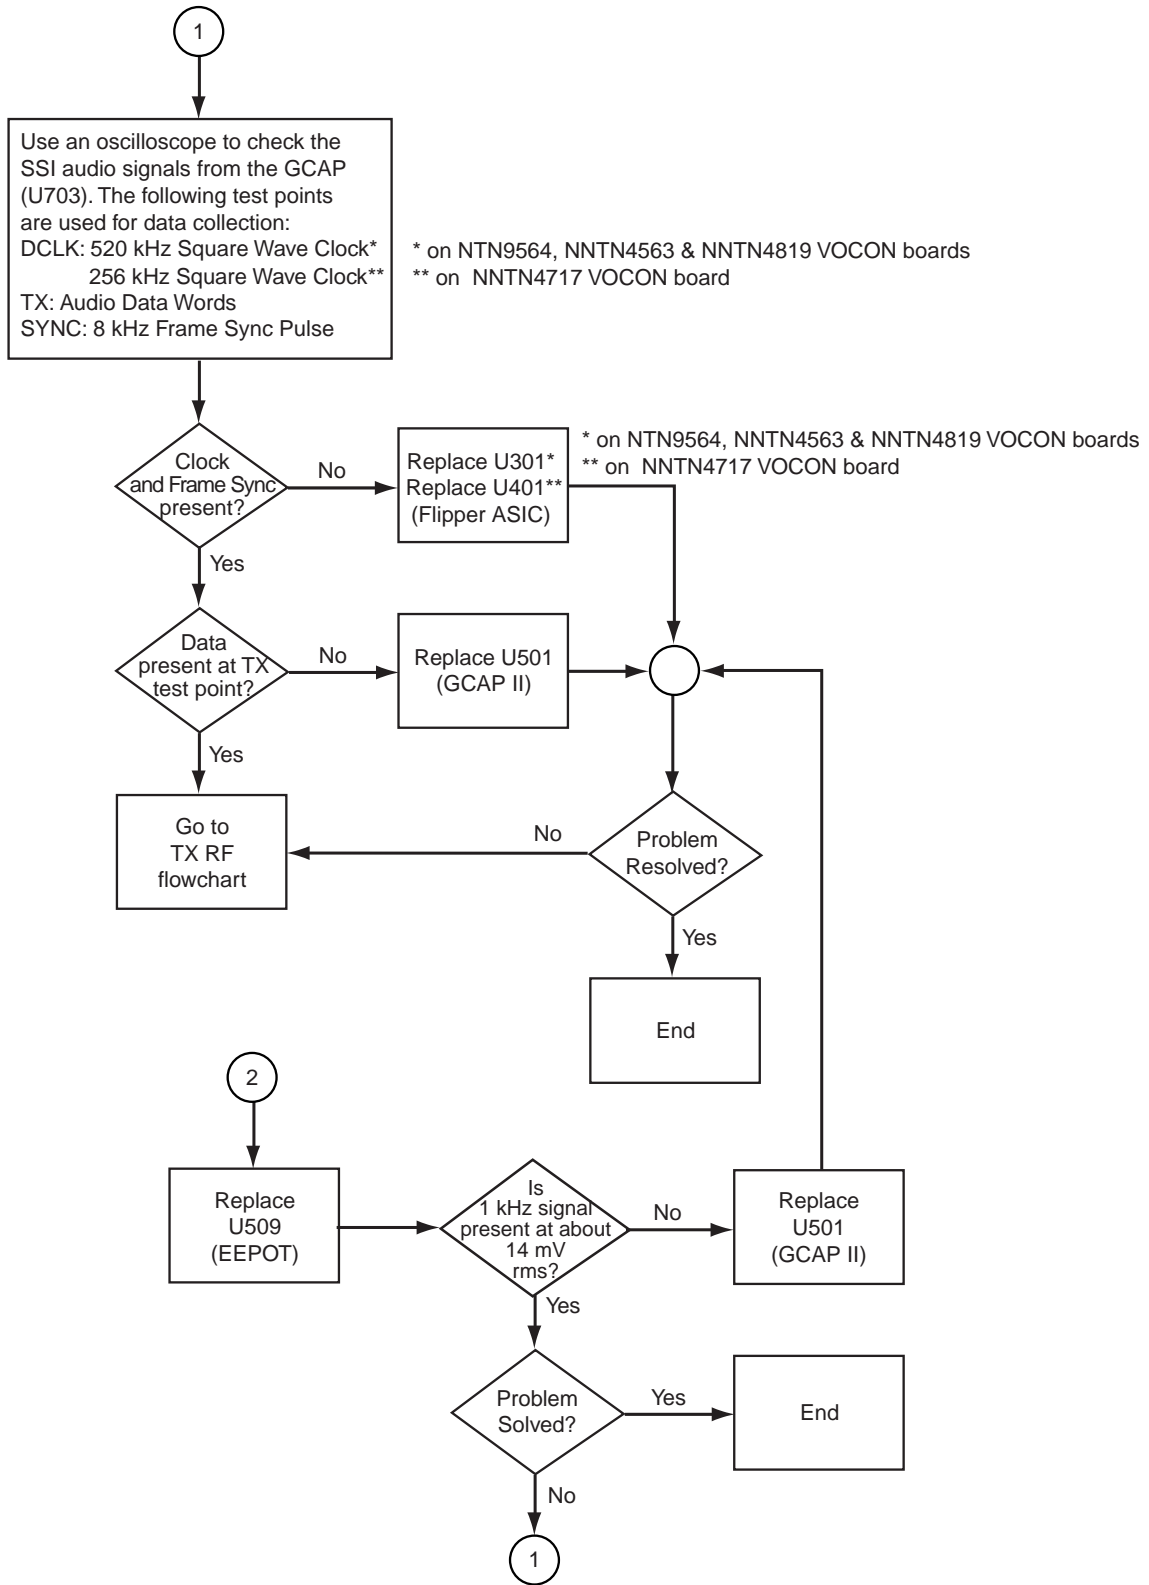 1
Use an oscilloscope to check the
SSI audio signals from the GCAP
(U703). The following test points
are used for data collection:
DCLK: 520 kHz Square Wave Clock*
256 kHz Square Wave Clock**
TX: Audio Data Words
SYNC: 8 kHz Frame Sync Pulse
* on NTN9564, NNTN4563 & NNTN4819 VOCON boards
** on NNTN4717 VOCON board
Clock
and Frame Sync
present?
No
Yes
Replace U301*
Replace U401**
(Flipper ASIC)
* on NTN9564, NNTN4563 & NNTN4819 VOCON boards
** on NNTN4717 VOCON board
Data
present at TX
test point?
No
Yes
Replace U501
(GCAP II)
Go to
TX RF
flowchart
No
Problem
Resolved?
Yes
End
2
Replace
U509
(EEPOT)
Is
1 kHz signal
present at about
14 mV
rms?
No
Yes
Replace
U501
(GCAP II)
Problem
Solved?
Yes
End
No
1